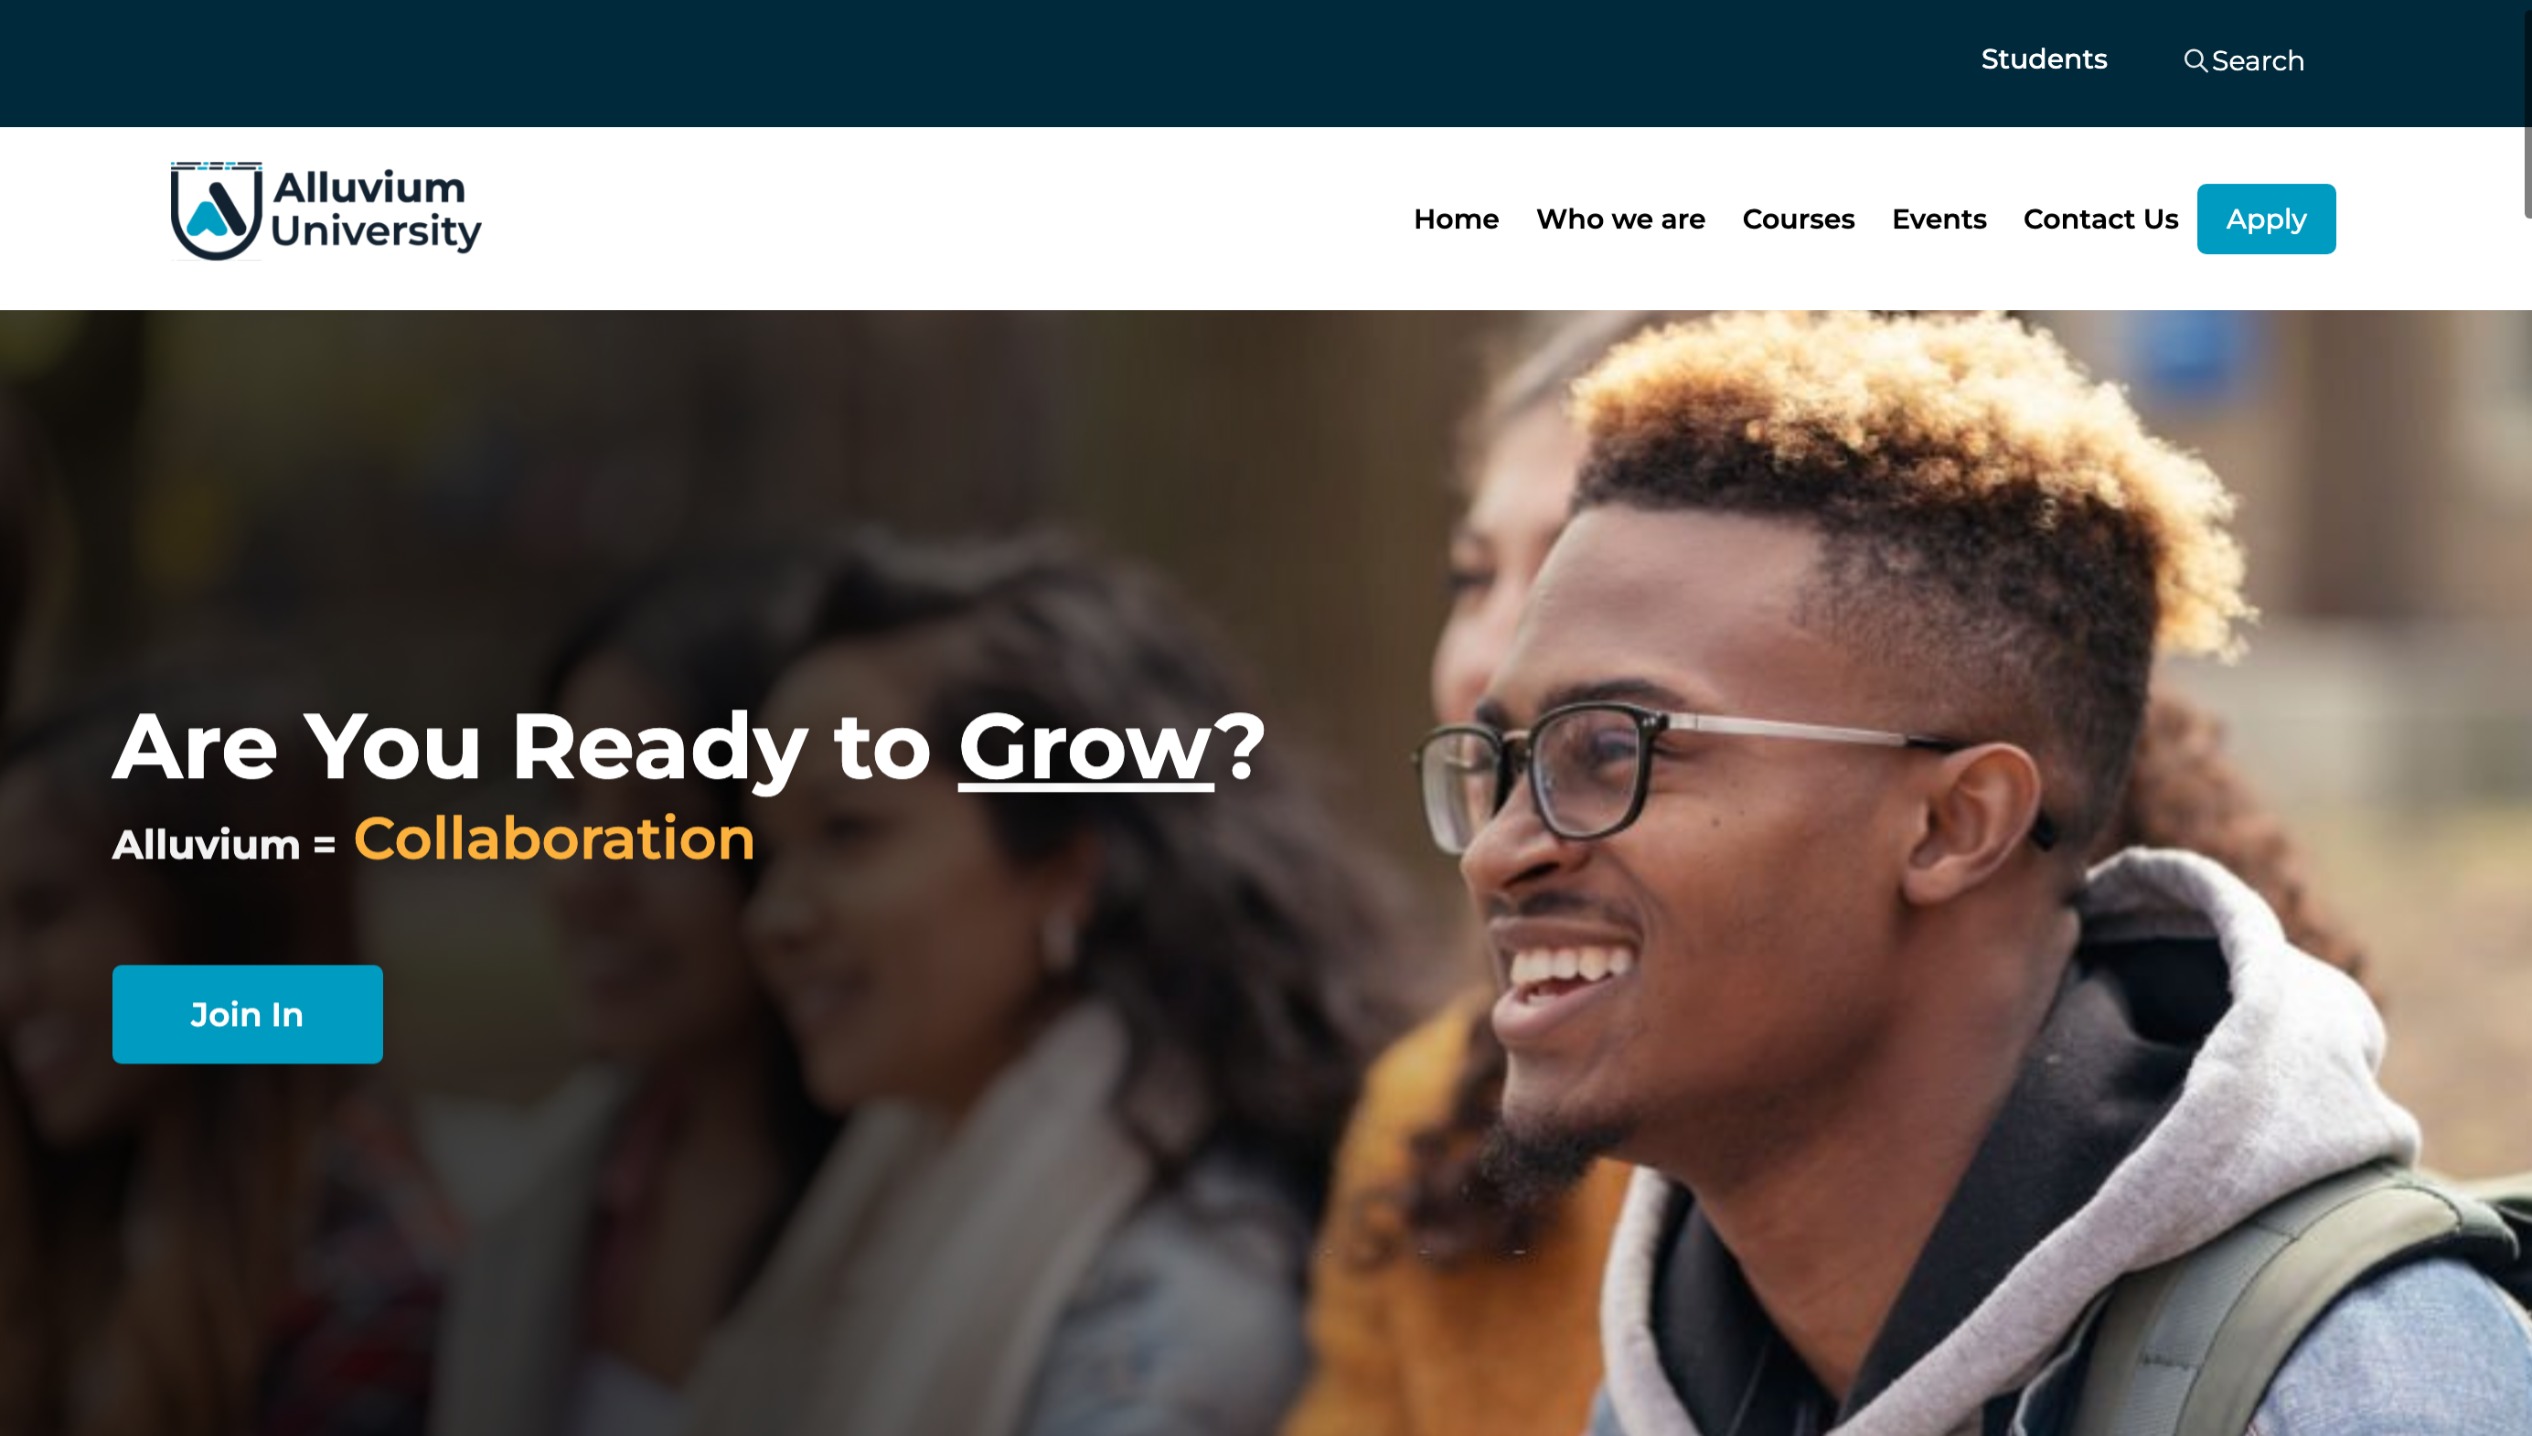 Students Search
Alluvium
University
Home Who we are Courses Events Contact Us Apply
Are You Ready to Grow?
Alluvium = Collaboration
Join In